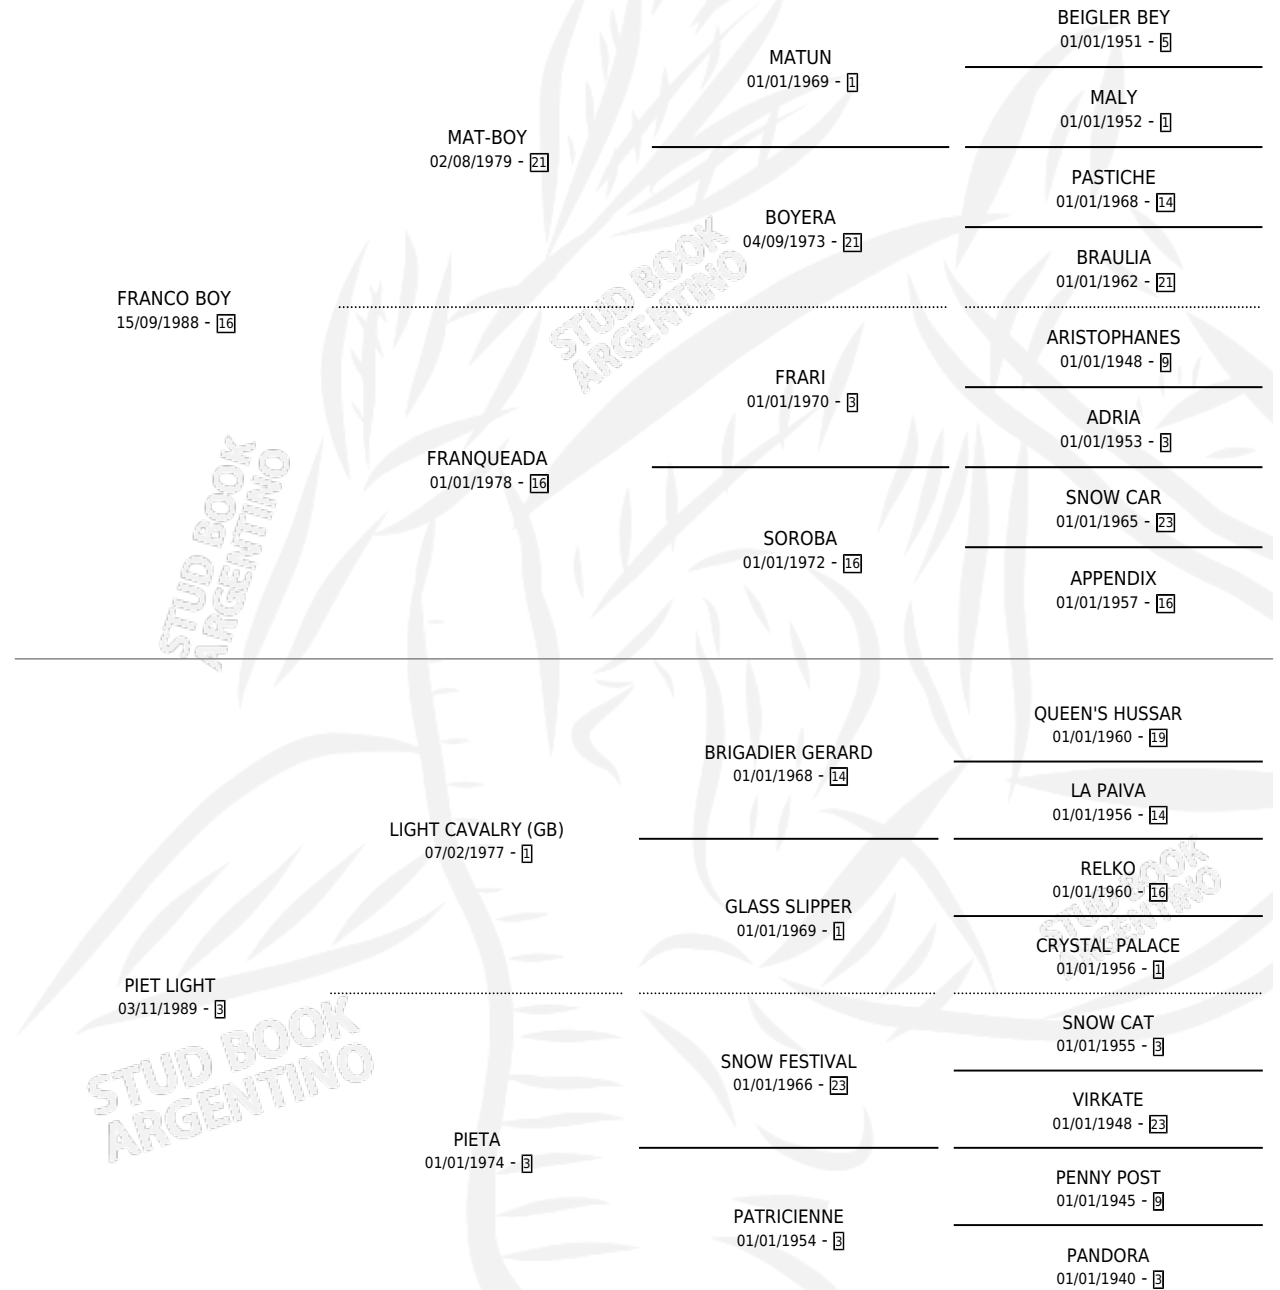 BEIGLER BEY
01/01/1951 - 5
MATUN
01/01/1969 - 1
MALY
01/01/1952 - 1
MAT-BOY
02/08/1979 - 21
PASTICHE
01/01/1968 - 14
BOYERA
04/09/1973 - 21
BRAULIA
01/01/1962 - 21
FRANCO BOY
15/09/1988 - 16
ARISTOPHANES
01/01/1948 - 9
FRARI
01/01/1970 - 3
ADRIA
01/01/1953 - 3
FRANQUEADA
01/01/1978 - 16
SNOW CAR
01/01/1965 - 23
SOROBA
01/01/1972 - 16
APPENDIX
01/01/1957 - 16
STUD BOOK
ARGENTINO
STUD BOOK
ARGENTINO
QUEEN'S HUSSAR
01/01/1960 - 19
BRIGADIER GERARD
01/01/1968 - 14
LA PAIVA
01/01/1956 - 14
LIGHT CAVALRY (GB)
07/02/1977 - 1
RELKO
01/01/1960 - 16
GLASS SLIPPER
01/01/1969 - 1
CRYSTAL PALACE
01/01/1956 - 1
PIET LIGHT
03/11/1989 - 3
SNOW CAT
01/01/1955 - 3
SNOW FESTIVAL
01/01/1966 - 23
VIRKATE
01/01/1948 - 23
PIETA
01/01/1974 - 3
PENNY POST
01/01/1945 - 9
PATRICIENNE
01/01/1954 - 3
PANDORA
01/01/1940 - 3
STUD BOOK
ARGENTINO
STUD BOOK
ARGENTINO